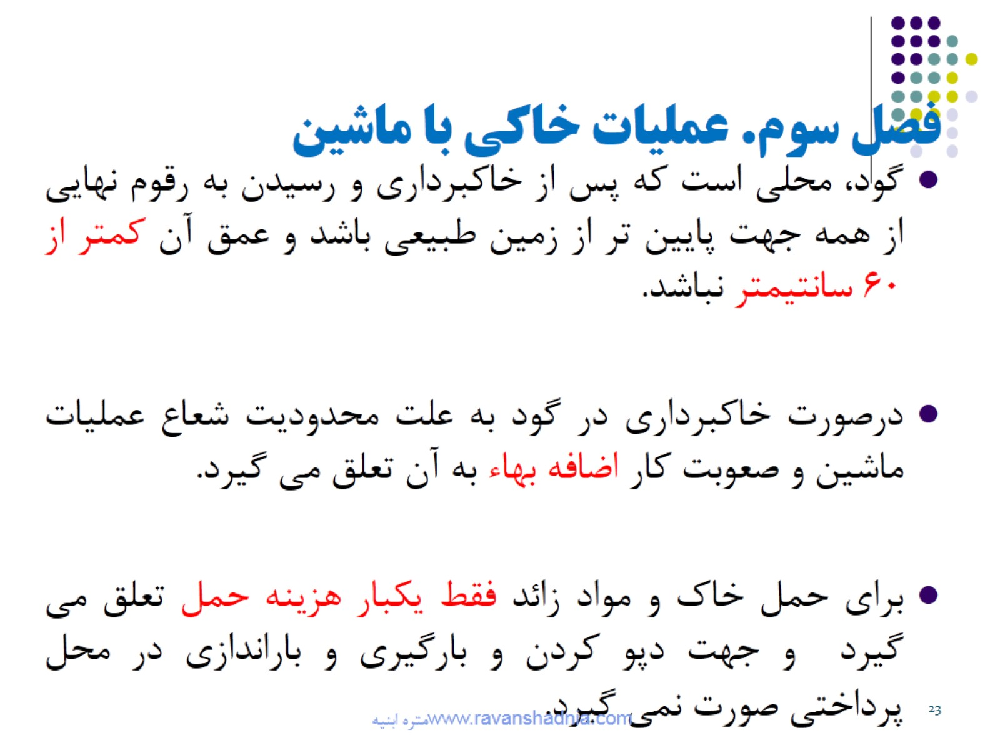 فصل سوم. عملیات خاکی با ماشین
گود، محلی است که پس از خاکبرداری و رسیدن به رقوم نهایی
از همه جهت پایین تر از زمین طبیعی باشد و عمق آن کمتر از
۶۰ سانتیمتر نباشد.
درصورت خاکبرداری در گود به علت محدودیت شعاع عملیات
ماشین و صعوبت کار اضافه بهاء به آن تعلق می گیرد.
برای حمل خاک و مواد زائد فقط یکبار هزینه حمل تعلق می
گیرد و جهت دپو کردن و بارگیری و باراندازی در محل
پرداختی صورت نمی گیرد.
متره ابنیهwww.ravanshadnia.com
23